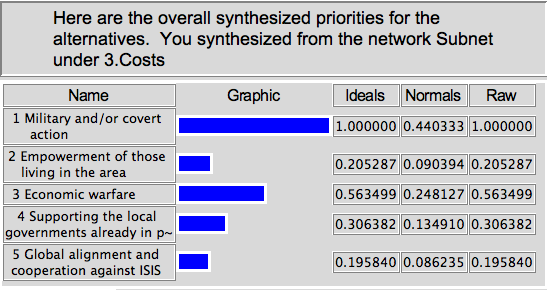 Here are the overall synthesized priorities for the
alternatives. You synthesized from the network Subnet
under 3.Costs
Name Graphic Ideals Normals Raw
1 Military and/or covert
action
1.000000 0.440333 1.000000
2 Empowerment of those
living in the area
0.205287 0.090394 0.205287
3 Economic warfare 0.563499 0.248127 0.563499
4 Supporting the local
governments already in p~
0.306382 0.134910 0.306382
5 Global alignment and
cooperation against ISIS
0.195840 0.086235 0.195840